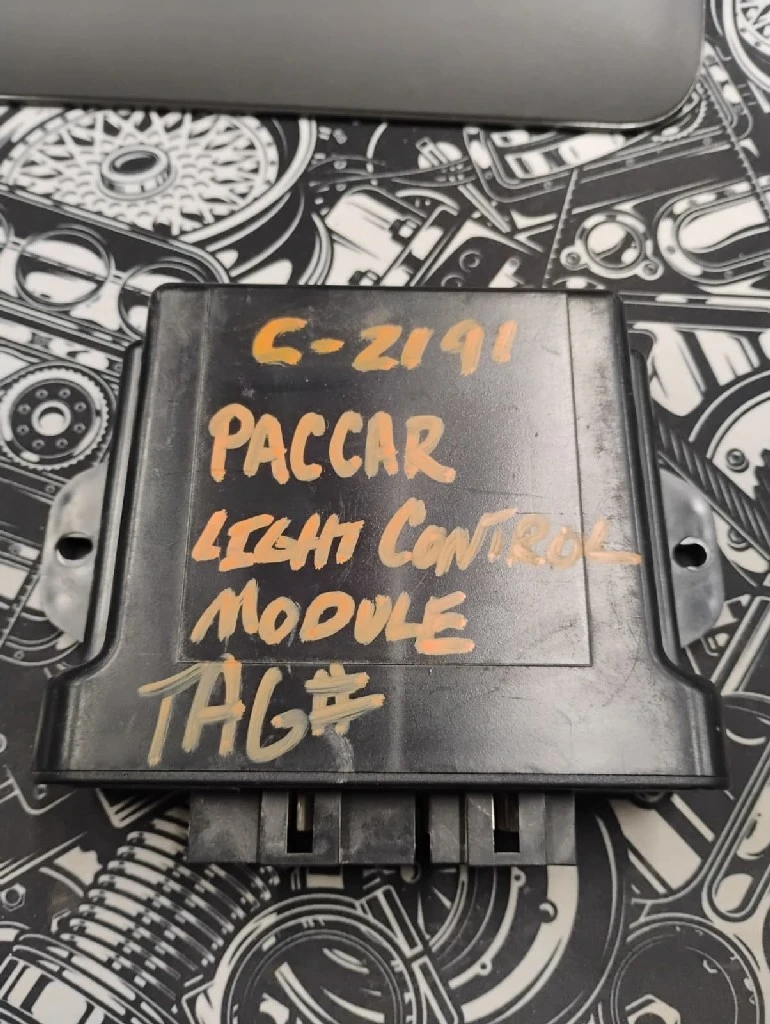 C-2191
PACCAR
LIGHT CONTROL
MODULE
TAG#